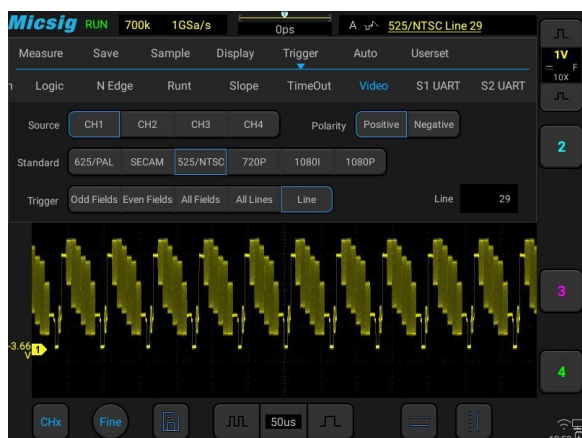 Micsig RUN 700k 1GSa/s 0ps A 525/NTSC Line 29
Measure Save Sample Display Trigger Auto Userset
Logic N Edge Runt Slope TimeOut Video S1 UART S2 UART
Source CH1 CH2 CH3 CH4 Polarity Positive Negative
Standard 625/PAL SECAM 525/NTSC 720P 1080I 1080P
Trigger Odd Fields Even Fields All Fields All Lines Line Line 29
1V
F
10X
2
3
4
-3.66
V 1
CHx Fine 50us